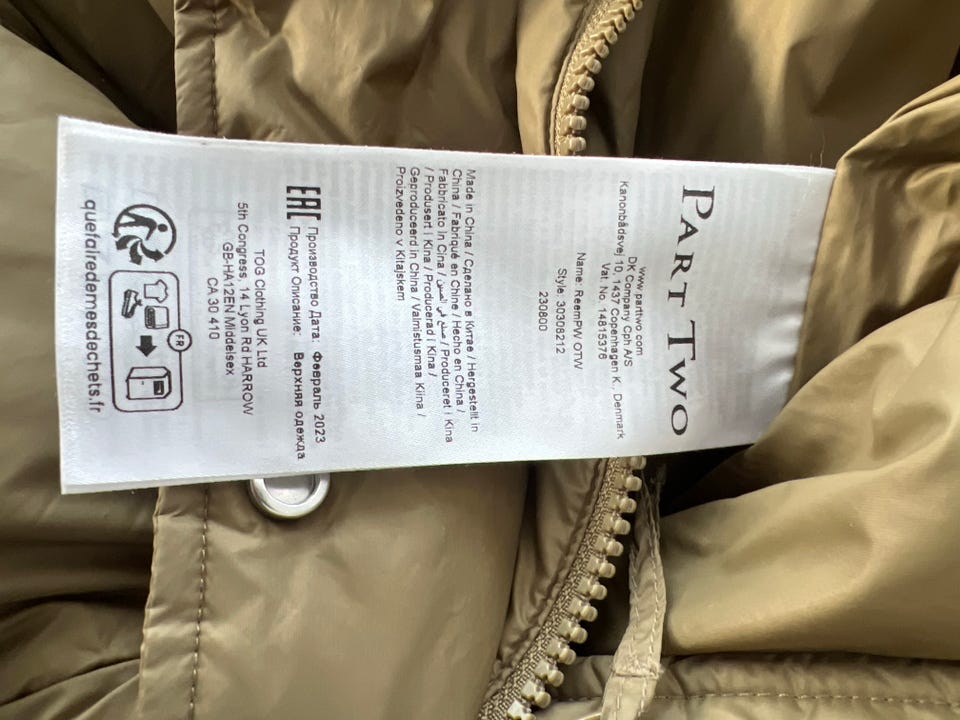 PART TWO
www.parttwo.com
DK Company Cph A/S
Kanonbådsvej 10, 1437 Copenhagen K., Denmark
Vat. No. 14815376
Name: ReemPW OTW
Style: 30306212
230800
Made in China / Сделано в Китае / Hergestellt in
China / Fabriqué en Chine / Hecho en China /
Fabbricato in Cina / صنع في الصين / Produceret i Kina
/ Produsert i Kina / Producerad i Kina /
Geproduceerd in China / Valmistusmaa Kiina /
Proizvedeno v Kitajskem
EAC Производство Дата: Февраль 2023
Продукт Описание: Верхняя одежда
TOG Clothing UK Ltd
5th Congress, 14 Lyon Rd HARROW
GB-HA12EN Middelsex
CA 30 410
FR
quefairedemesdechets.fr